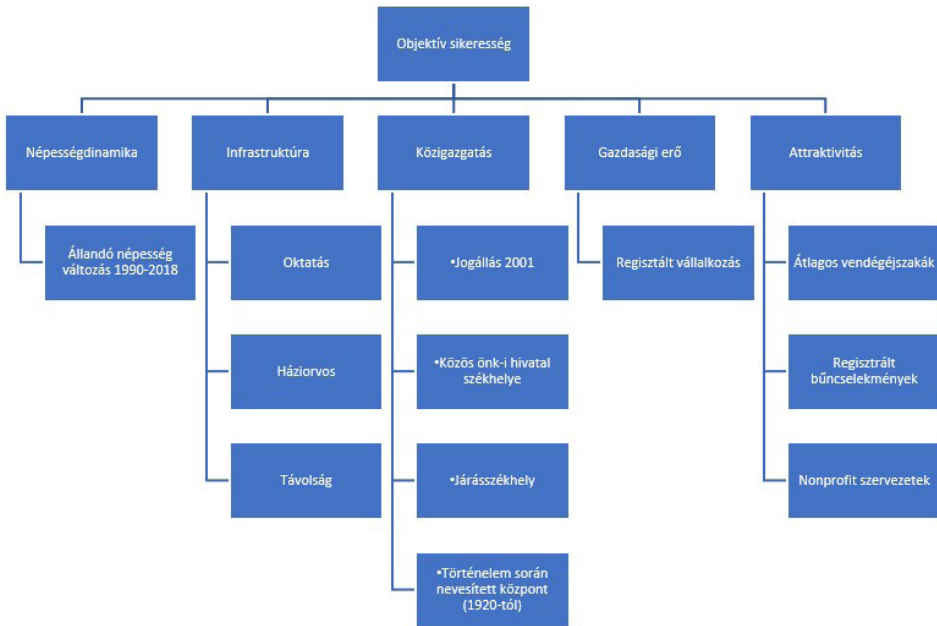 Objektív sikeresség
Népességdinamika
Infrastruktúra
Közigazgatás
Gazdasági erő
Attraktivitás
Állandó népesség
változás 1990-2018
Oktatás
•Jogállás 2001
Regisztált vállalkozás
Átlagos vendégéjszakák
Háziorvos
•Közös önk-i hivatal
székhelye
Regisztrált
bűncselekmények
Távolság
•Járásszékhely
Nonprofit szervezetek
•Történelem során
nevesített központ
(1920-tól)